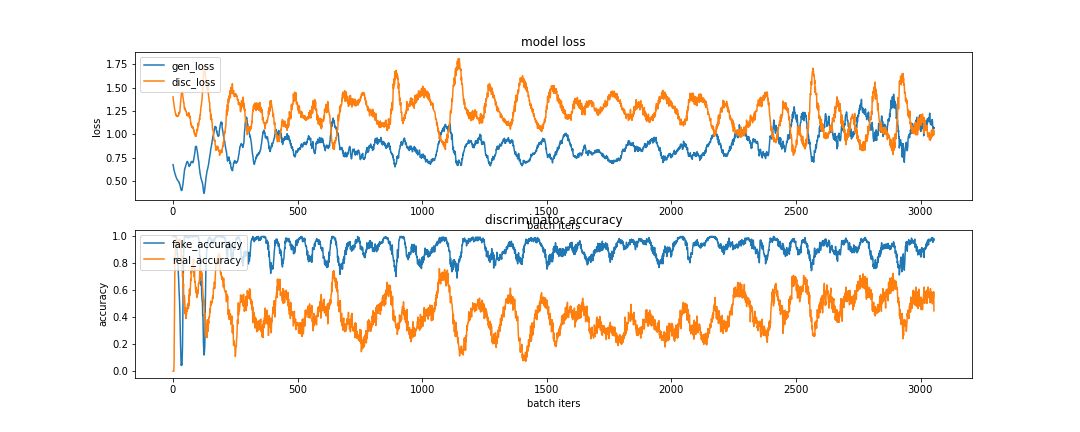 model loss
1.75
1.50
1.25
1.00
0.75
0.50
loss
gen_loss
disc_loss
0 500 1000 1500 2000 2500 3000
batch iters
discriminator accuracy
1.0
0.8
0.6
0.4
0.2
0.0
accuracy
fake_accuracy
real_accuracy
0 500 1000 1500 2000 2500 3000
batch iters